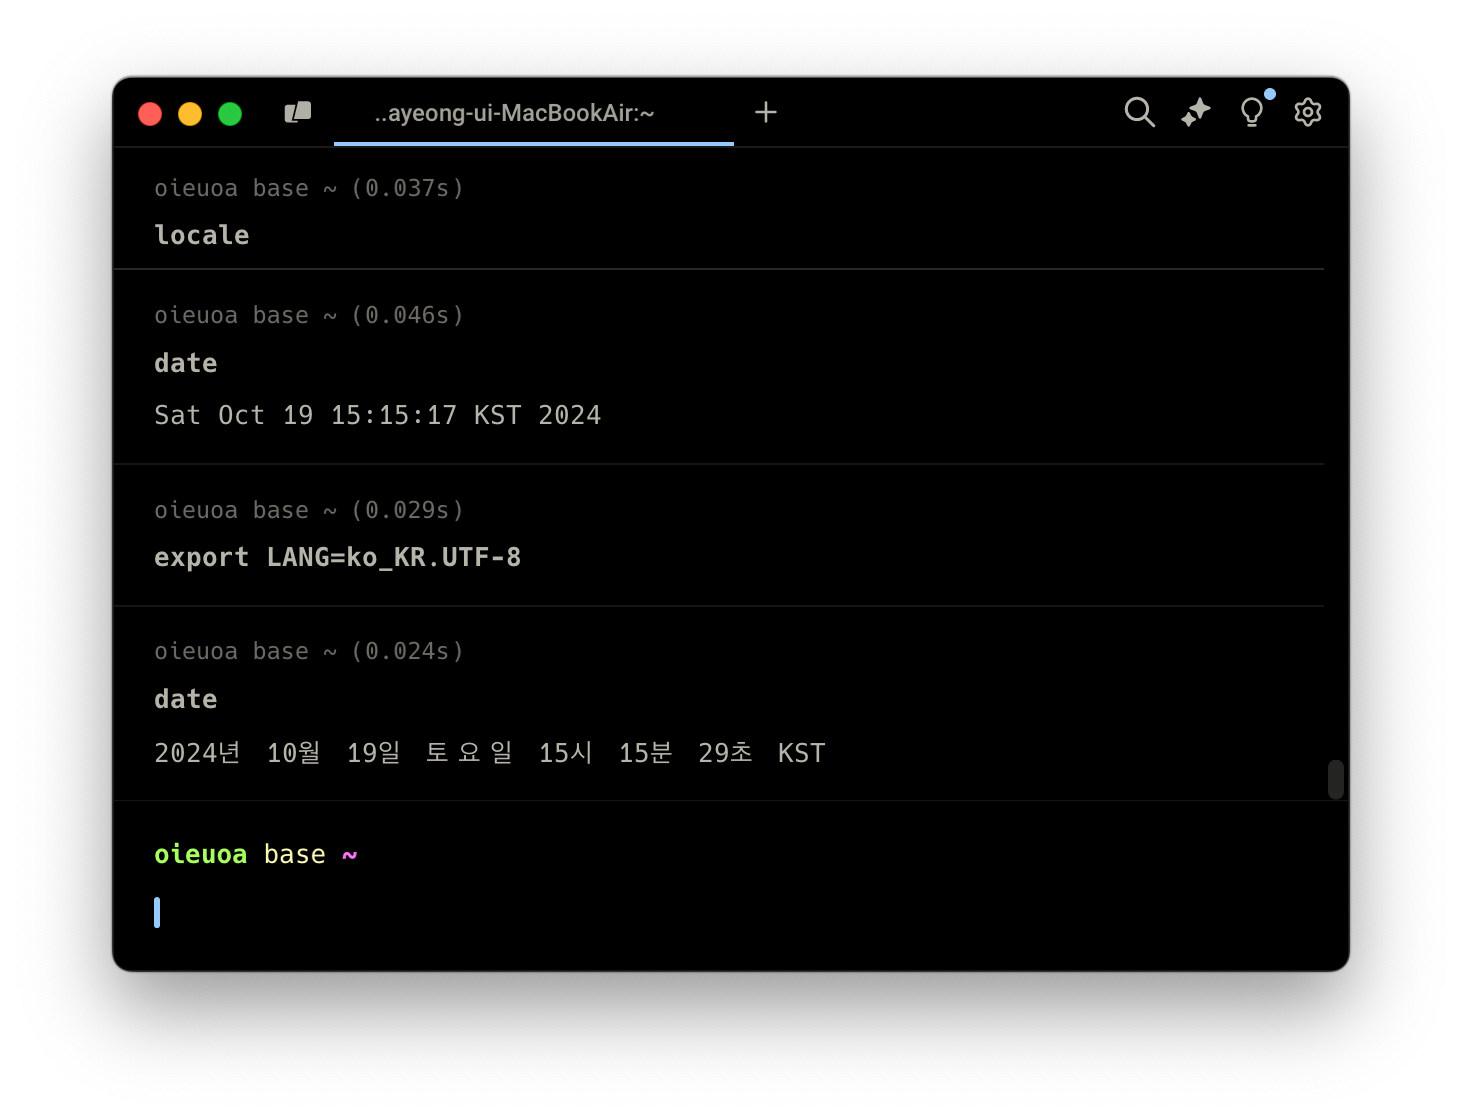 ..ayeong-ui-MacBookAir:~
oieuoa base ~ (0.037s)
locale
oieuoa base ~ (0.046s)
date
Sat Oct 19 15:15:17 KST 2024
oieuoa base ~ (0.029s)
export LANG=ko_KR.UTF-8
oieuoa base ~ (0.024s)
date
2024년 10월 19일 토요일 15시 15분 29초 KST
oieuoa base ~